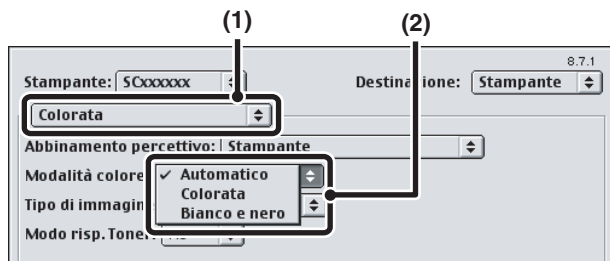 (1) (2)
8.7.1
Stampante: SCxxxxxx Destinazione: Stampante
Colorata
Abbinamento percettivo: Stampante
Modalità colore ✓ Automatico
Colorata
Tipo di immagin
Bianco e nero
Modo risp. Toner: